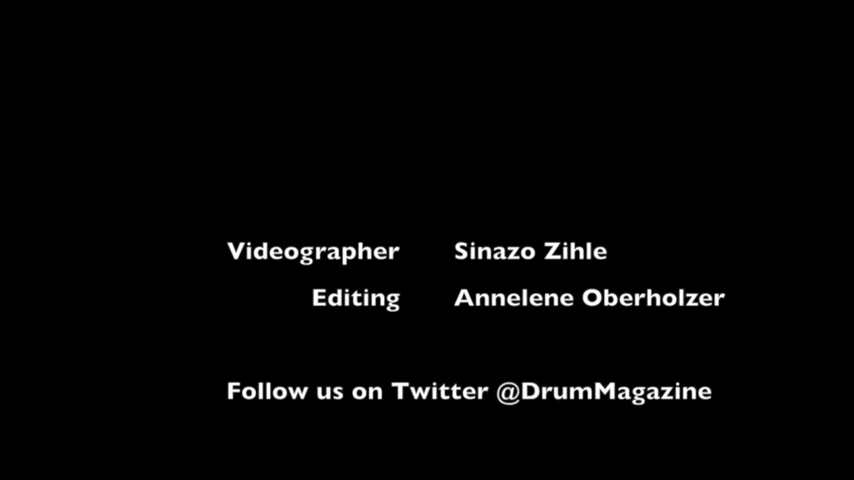 Videographer Sinazo Zihle
Editing Annelene Oberholzer
Follow us on Twitter @DrumMagazine